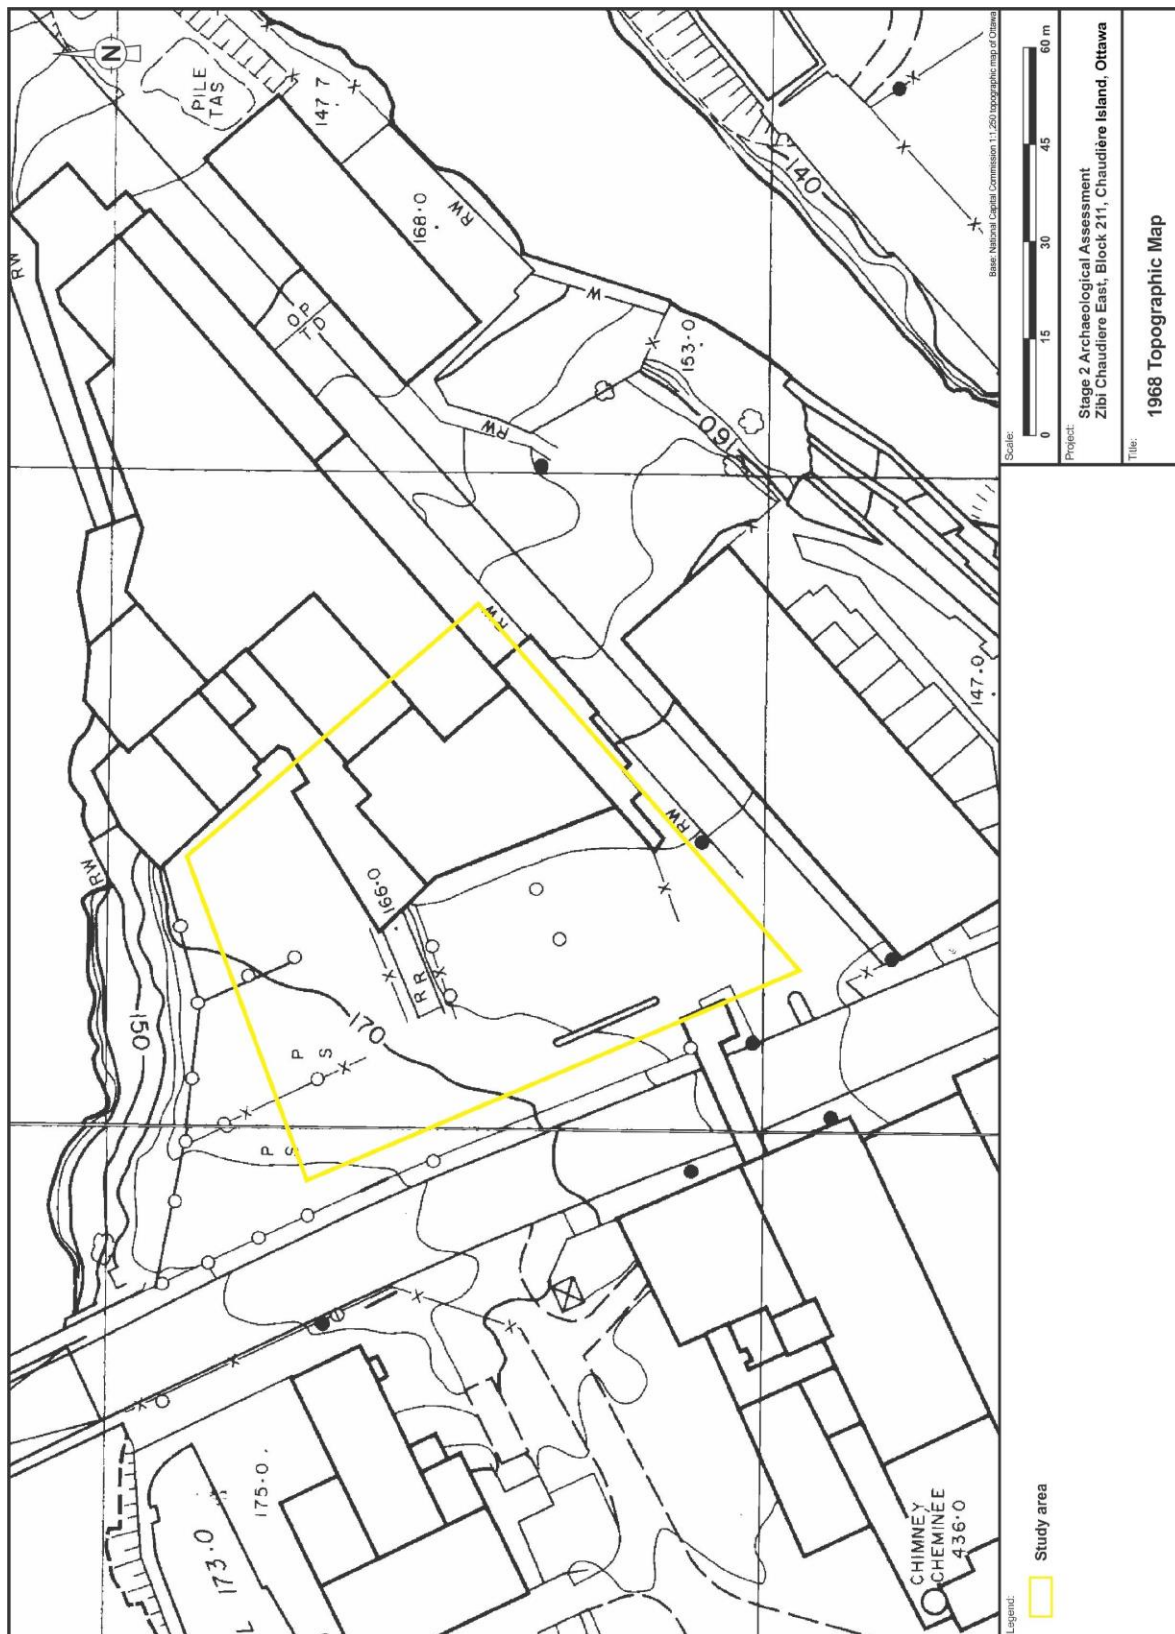 N
PILE
TAS
147.7
RW
168.0
RW
OP
TD
W
153.0
160
140
RW
RW
147.0
RW
RW
166.0
RR
150
170
P S
P S
175.0
173.0
L
CHIMNEY
CHEMINÉE
436.0
Legend:
Study area
Base: National Capital Commission 1:1,250 topographic map of Ottawa
Scale:
0 15 30 45 60 m
Project:
Stage 2 Archaeological Assessment
Zibi Chaudiere East, Block 211, Chaudière Island, Ottawa
Title:
1968 Topographic Map